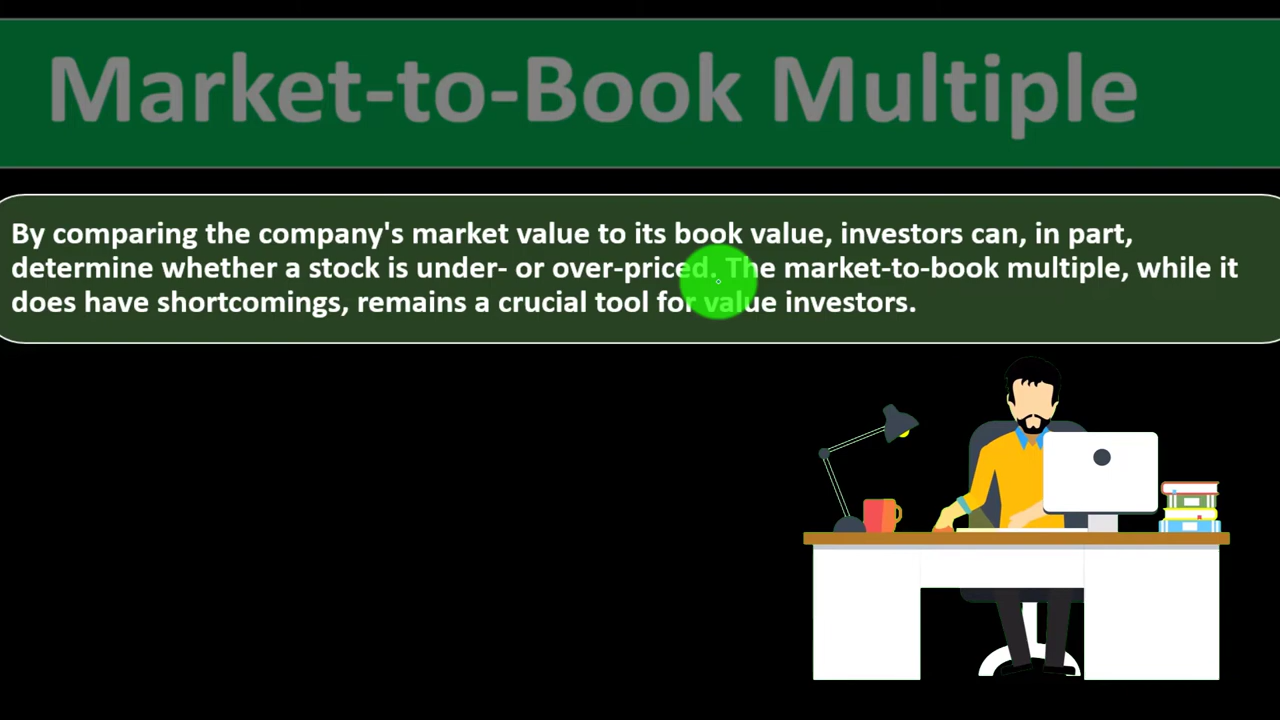 Market-to-Book Multiple
By comparing the company's market value to its book value, investors can, in part,
determine whether a stock is under- or over-priced. The market-to-book multiple, while it
does have shortcomings, remains a crucial tool for value investors.